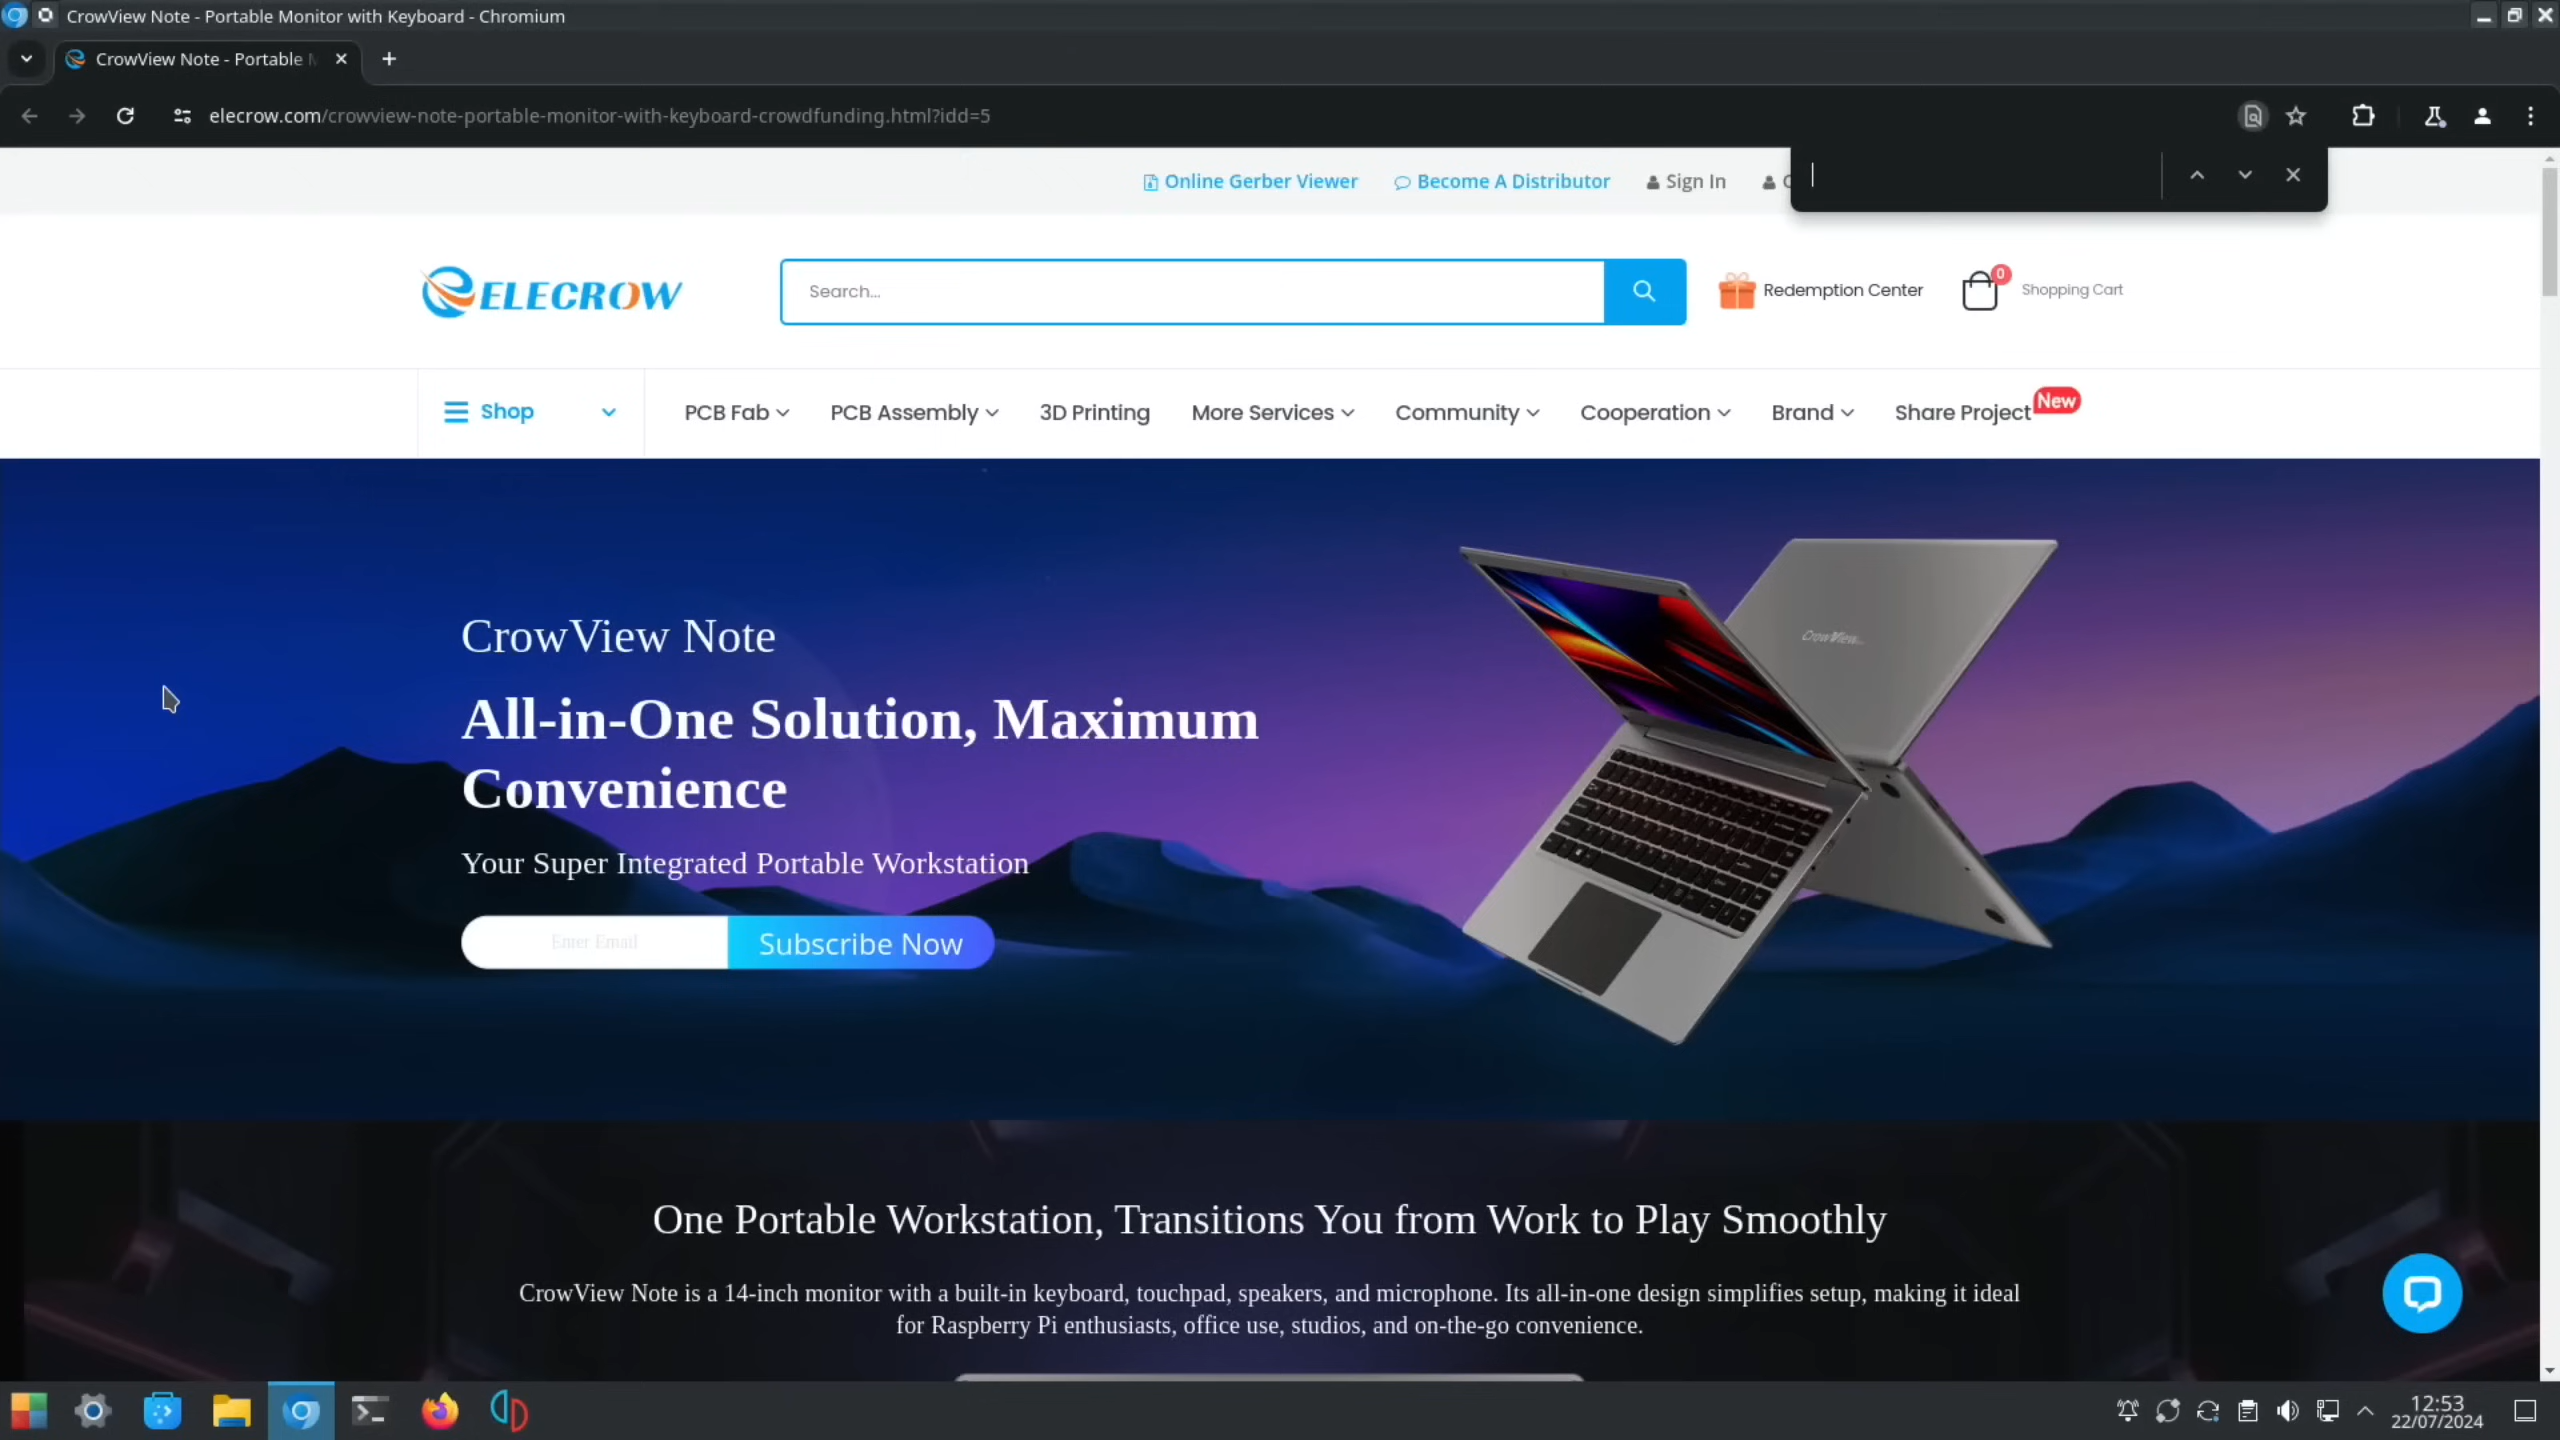 CrowView Note - Portable Monitor with Keyboard - Chromium
CrowView Note - Portable
elecrow.com/crowview-note-portable-monitor-with-keyboard-crowdfunding.html?idd=5
Online Gerber Viewer
Become A Distributor
Sign In
ELECROW
Search...
Redemption Center
0
Shopping Cart
Shop
PCB Fab
PCB Assembly
3D Printing
More Services
Community
Cooperation
Brand
Share Project
New
CrowView Note
CrowView
All-in-One Solution, Maximum
Convenience
Your Super Integrated Portable Workstation
Enter Email
Subscribe Now
One Portable Workstation, Transitions You from Work to Play Smoothly
CrowView Note is a 14-inch monitor with a built-in keyboard, touchpad, speakers, and microphone. Its all-in-one design simplifies setup, making it ideal
for Raspberry Pi enthusiasts, office use, studios, and on-the-go convenience.
12:53
22/07/2024